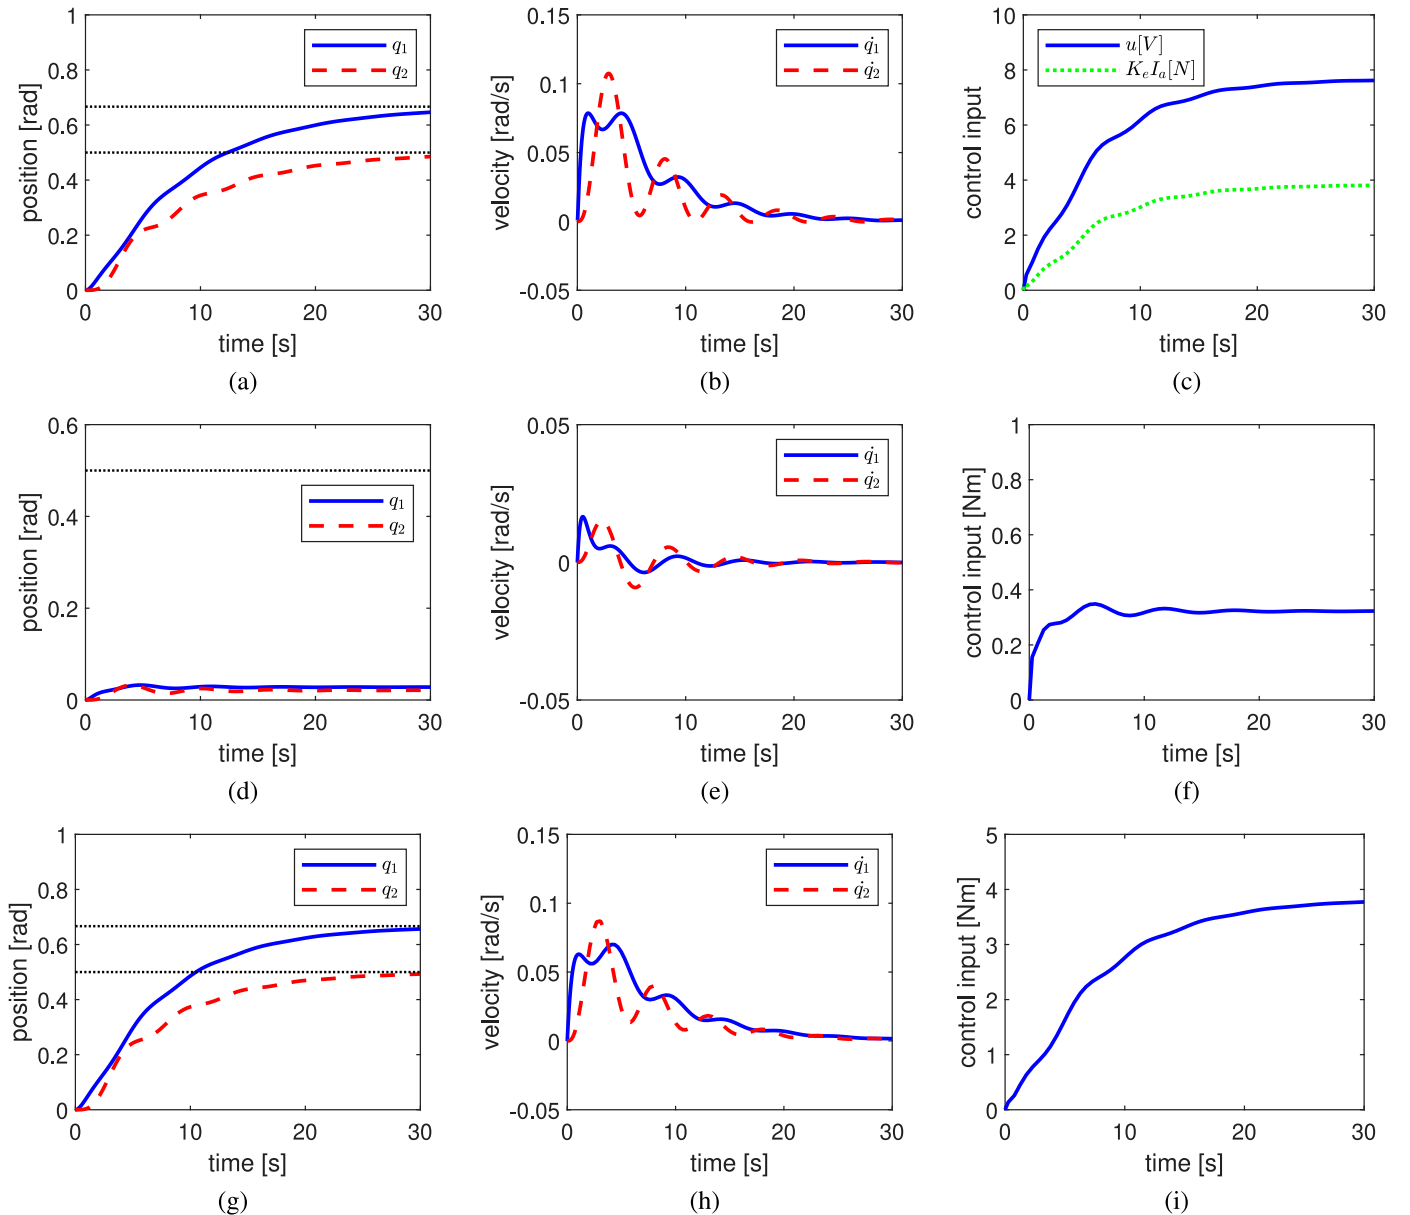 1
0.8
0.6
0.4
0.2
0
position [rad]
0
10
20
30
time [s]
q1
q2
(a)
0.15
0.1
0.05
0
-0.05
velocity [rad/s]
0
10
20
30
time [s]
q̇1
q̇2
(b)
10
8
6
4
2
0
control input
0
10
20
30
time [s]
u[V]
KeIa[N]
(c)
0.6
0.4
0.2
0
position [rad]
0
10
20
30
time [s]
q1
q2
(d)
0.05
0
-0.05
velocity [rad/s]
0
10
20
30
time [s]
q̇1
q̇2
(e)
1
0.8
0.6
0.4
0.2
0
control input [Nm]
0
10
20
30
time [s]
(f)
1
0.8
0.6
0.4
0.2
0
position [rad]
0
10
20
30
time [s]
q1
q2
(g)
0.15
0.1
0.05
0
-0.05
velocity [rad/s]
0
10
20
30
time [s]
q̇1
q̇2
(h)
5
4
3
2
1
0
control input [Nm]
0
10
20
30
time [s]
(i)